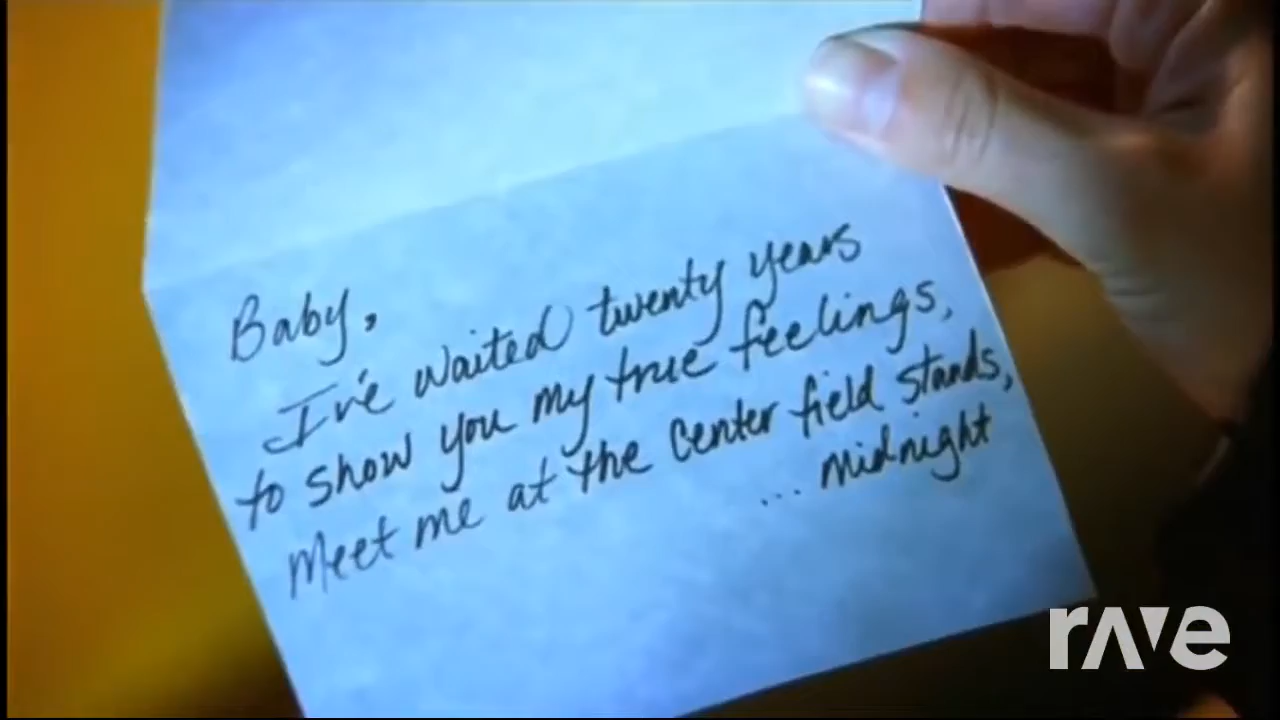 Baby,
I've waited twenty years
to show you my true feelings,
Meet me at the center field stands,
... midnight
rave